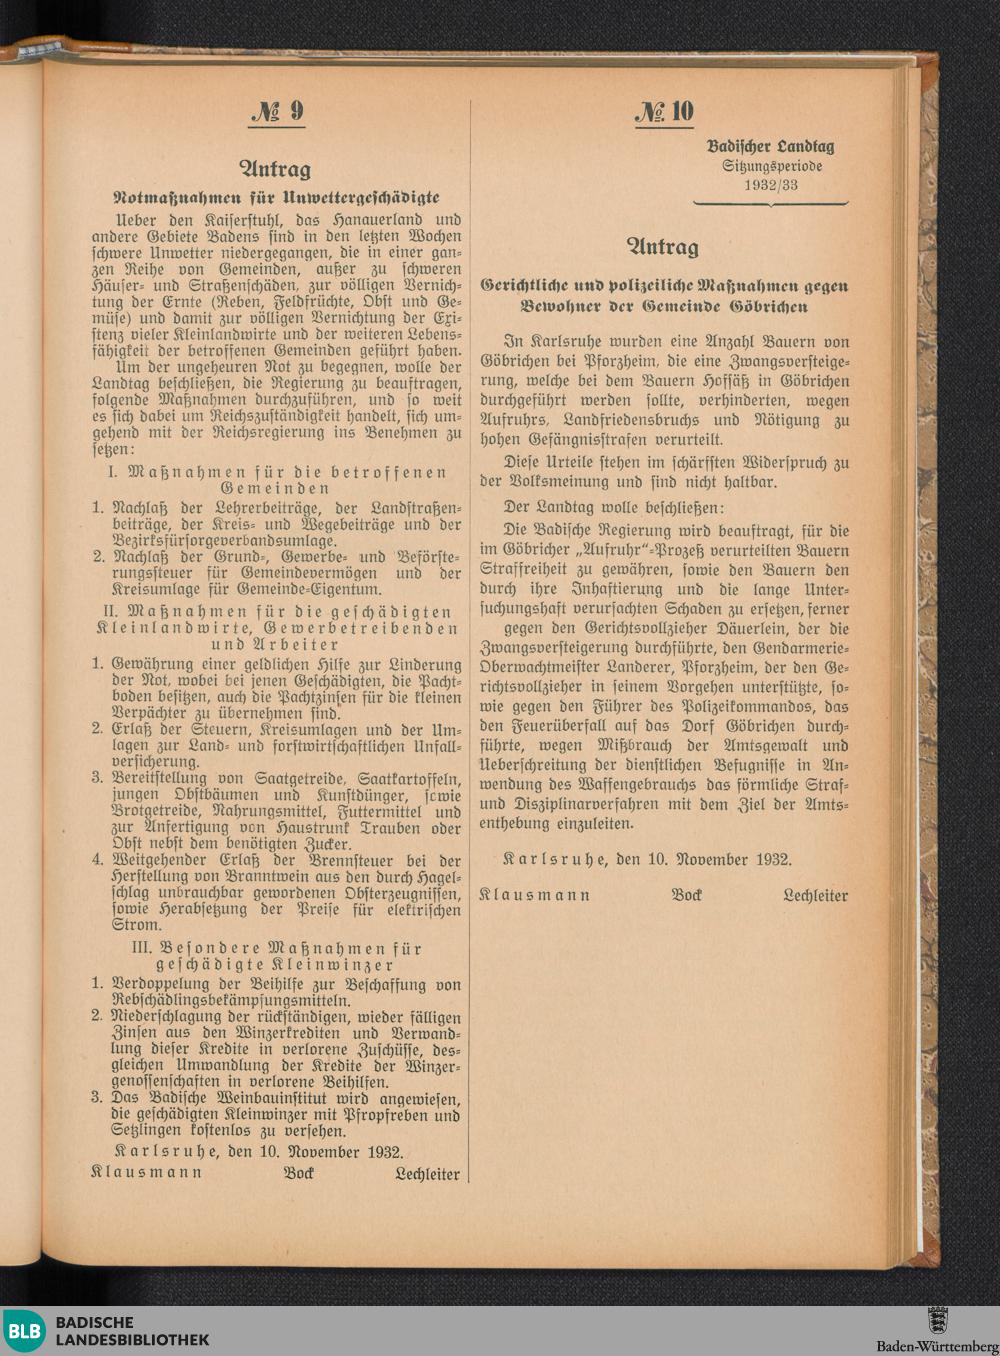 № 9
Antrag
Notmaßnahmen für Unwettergeschädigte
Ueber den Kaiserstuhl, das Hanauerland und
andere Gebiete Badens sind in den letzten Wochen
schwere Unwetter niedergegangen, die in einer gan-
zen Reihe von Gemeinden, außer zu schweren
Häuser- und Straßenschäden, zur völligen Vernich-
tung der Ernte (Reben, Feldfrüchte, Obst und Ge-
müse) und damit zur völligen Vernichtung der Exi-
stenz vieler Kleinlandwirte und der weiteren Lebens-
fähigkeit der betroffenen Gemeinden geführt haben.
Um der ungeheuren Not zu begegnen, wolle der
Landtag beschließen, die Regierung zu beauftragen,
folgende Maßnahmen durchzuführen, und so weit
es sich dabei um Reichszuständigkeit handelt, sich um-
gehend mit der Reichsregierung ins Benehmen zu
setzen:
I. Maßnahmen für die betroffenen
Gemeinden
1. Nachlaß der Lehrerbeiträge, der Landstraßen-
beiträge, der Kreis- und Wegebeiträge und der
Bezirksfürsorgeverbandsumlage.
2. Nachlaß der Grund-, Gewerbe- und Beförste-
rungssteuer für Gemeindevermögen und der
Kreisumlage für Gemeinde-Eigentum.
II. Maßnahmen für die geschädigten
Kleinlandwirte, Gewerbetreibenden
und Arbeiter
1. Gewährung einer geldlichen Hilfe zur Linderung
der Not, wobei bei jenen Geschädigten, die Pacht-
boden besitzen, auch die Pachtzinsen für die kleinen
Verpächter zu übernehmen sind.
2. Erlaß der Steuern, Kreisumlagen und der Um-
lagen zur Land- und forstwirtschaftlichen Unfall-
versicherung.
3. Bereitstellung von Saatgetreide, Saatkartoffeln,
jungen Obstbäumen und Kunstdünger, sowie
Brotgetreide, Nahrungsmittel, Futtermittel und
zur Anfertigung von Haustrunk Trauben oder
Obst nebst dem benötigten Zucker.
4. Weitgehender Erlaß der Brennsteuer bei der
Herstellung von Branntwein aus den durch Hagel-
schlag unbrauchbar gewordenen Obsterzeugnissen,
sowie Herabsetzung der Preise für elektrischen
Strom.
III. Besondere Maßnahmen für
geschädigte Kleinwinzer
1. Verdoppelung der Beihilfe zur Beschaffung von
Rebschädlingsbekämpfungsmitteln.
2. Niederschlagung der rückständigen, wieder fälligen
Zinsen aus den Winzerkrediten und Verwand-
lung dieser Kredite in verlorene Zuschüsse, des-
gleichen Umwandlung der Kredite der Winzer-
genossenschaften in verlorene Beihilfen.
3. Das Badische Weinbauinstitut wird angewiesen,
die geschädigten Kleinwinzer mit Pfropfreben und
Setzlingen kostenlos zu versehen.
Karlsruhe, den 10. November 1932.
Klausmann Bock Lechleiter
№. 10
Badischer Landtag
Sitzungsperiode
1932/33
Antrag
Gerichtliche und polizeiliche Maßnahmen gegen
Bewohner der Gemeinde Göbrichen
In Karlsruhe wurden eine Anzahl Bauern von
Göbrichen bei Pforzheim, die eine Zwangsversteige-
rung, welche bei dem Bauern Hoffäß in Göbrichen
durchgeführt werden sollte, verhinderten, wegen
Aufruhrs, Landfriedensbruchs und Nötigung zu
hohen Gefängnisstrafen verurteilt.
Diese Urteile stehen im schärfsten Widerspruch zu
der Volksmeinung und sind nicht haltbar.
Der Landtag wolle beschließen:
Die Badische Regierung wird beauftragt, für die
im Göbricher „Aufruhr“-Prozeß verurteilten Bauern
Straffreiheit zu gewähren, sowie den Bauern den
durch ihre Inhaftierung und die lange Unter-
suchungshaft verursachten Schaden zu ersetzen, ferner
gegen den Gerichtsvollzieher Däuerlein, der die
Zwangsversteigerung durchführte, den Gendarmerie-
Oberwachtmeister Landerer, Pforzheim, der den Ge-
richtsvollzieher in seinem Vorgehen unterstützte, so-
wie gegen den Führer des Polizeikommandos, das
den Feuerüberfall auf das Dorf Göbrichen durch-
führte, wegen Mißbrauch der Amtsgewalt und
Ueberschreitung der dienstlichen Befugnisse in An-
wendung des Waffengebrauchs das förmliche Straf-
und Disziplinarverfahren mit dem Ziel der Amts-
enthebung einzuleiten.
Karlsruhe, den 10. November 1932.
Klausmann Bock Lechleiter
BLB
BADISCHE
LANDESBIBLIOTHEK
Baden-Württemberg